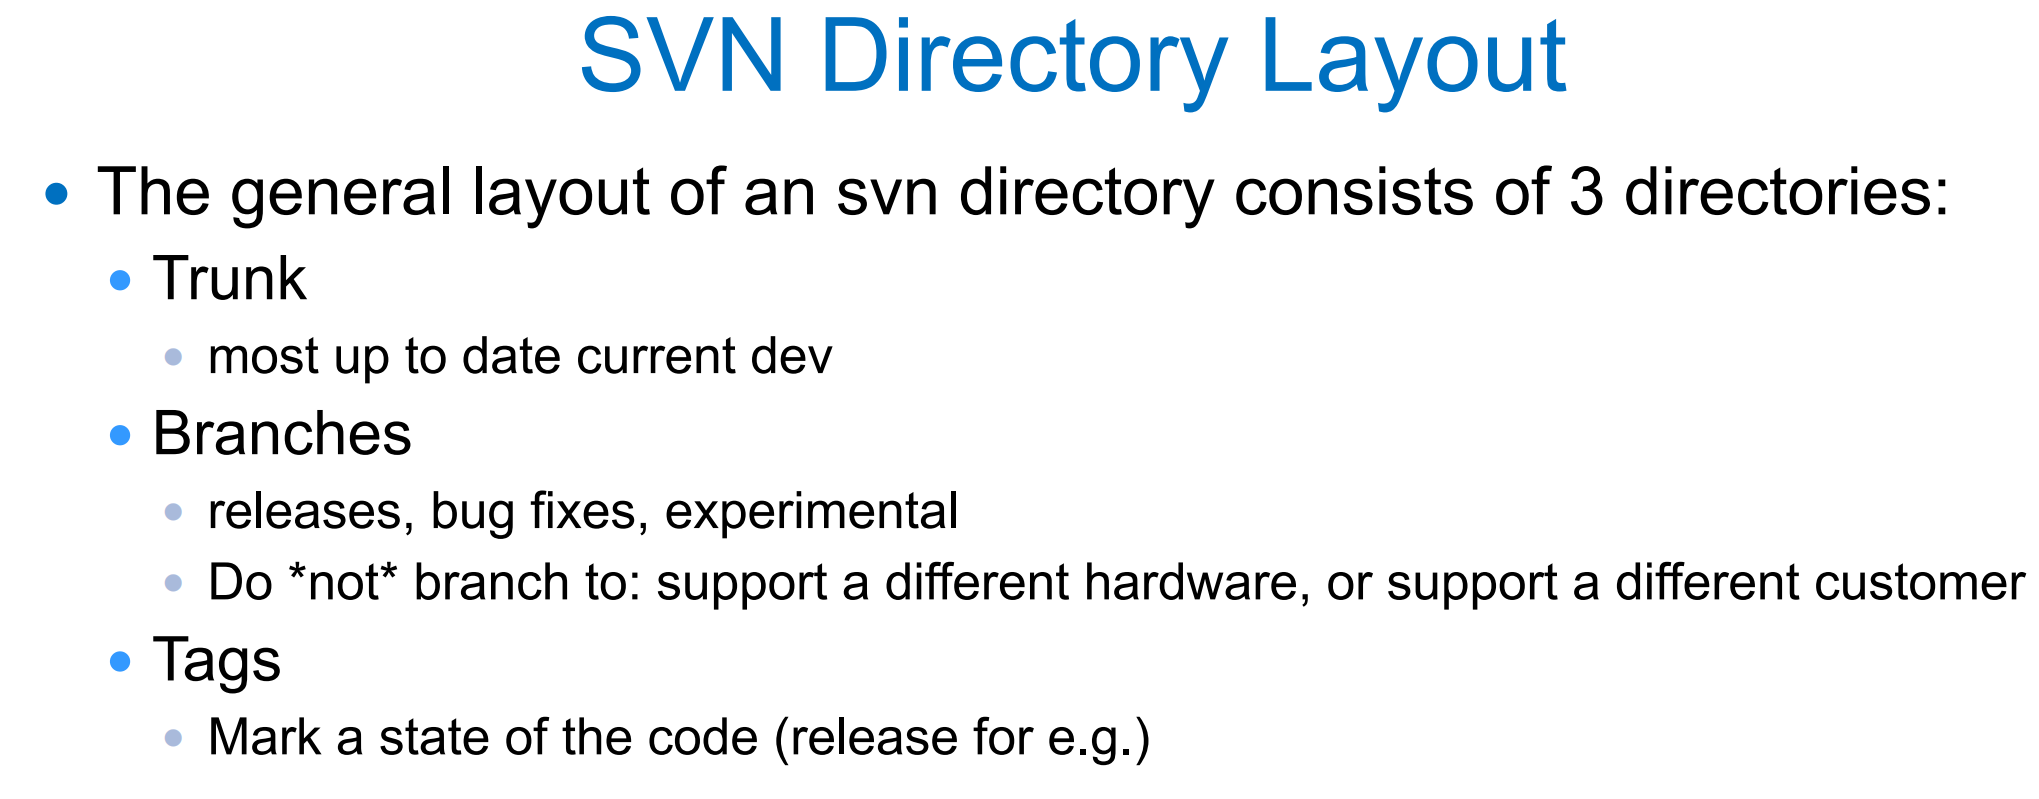 SVN Directory Layout
The general layout of an svn directory consists of 3 directories:
Trunk
most up to date current dev
Branches
releases, bug fixes, experimental
Do *not* branch to: support a different hardware, or support a different customer
Tags
Mark a state of the code (release for e.g.)